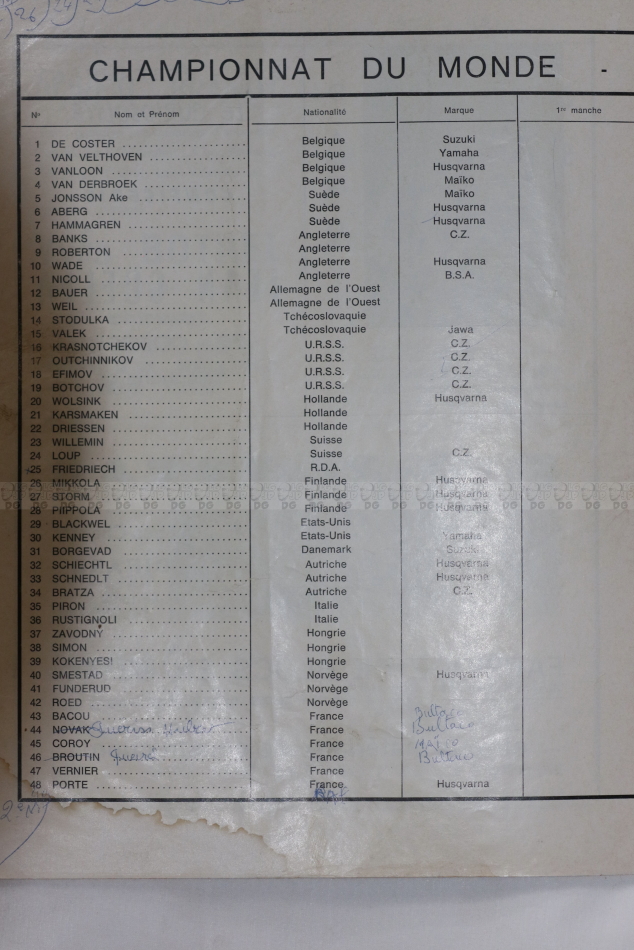 26 24
CHAMPIONNAT DU MONDE -
N° Nom et Prénom Nationalité Marque 1re manche
1 DE COSTER Belgique Suzuki
2 VAN VELTHOVEN Belgique Yamaha
3 VANLOON Belgique Husqvarna
4 VAN DERBROEK Belgique Maïko
5 JONSSON Ake Suède Maïko
6 ABERG Suède Husqvarna
7 HAMMAGREN Suède Husqvarna
8 BANKS Angleterre C.Z.
9 ROBERTON Angleterre
10 WADE Angleterre Husqvarna
11 NICOLL Angleterre B.S.A.
12 BAUER Allemagne de l'Ouest
13 WEIL Allemagne de l'Ouest
14 STODULKA Tchécoslovaquie
15 VALEK Tchécoslovaquie Jawa
16 KRASNOTCHEKOV U.R.S.S. C.Z.
17 OUTCHINNIKOV U.R.S.S. C.Z.
18 EFIMOV U.R.S.S. C.Z.
19 BOTCHOV U.R.S.S. C.Z.
20 WOLSINK Hollande Husqvarna
21 KARSMAKEN Hollande
22 DRIESSEN Hollande
23 WILLEMIN Suisse
24 LOUP Suisse C.Z.
25 FRIEDRIECH R.D.A.
26 MIKKOLA Finlande Husqvarna
27 STORM Finlande Husqvarna
28 PIPPOLA Finlande Husqvarna
29 BLACKWEL Etats-Unis
30 KENNEY Etats-Unis Yamaha
31 BORGEVAD Danemark Suzuki
32 SCHIECHTL Autriche Husqvarna
33 SCHNEDLT Autriche Husqvarna
34 BRATZA Autriche C.Z.
35 PIRON Italie
36 RUSTIGNOLI Italie
37 ZAVODNY Hongrie
38 SIMON Hongrie
39 KOKENYESI Hongrie
40 SMESTAD Norvège Husqvarna
41 FUNDERUD Norvège
42 ROED Norvège
43 BACOU France Bultaco
44 NOVAK France Bultaco
45 COROY France
46 BROUTIN France Bultaco
47 VERNIER France
48 PORTE France Husqvarna